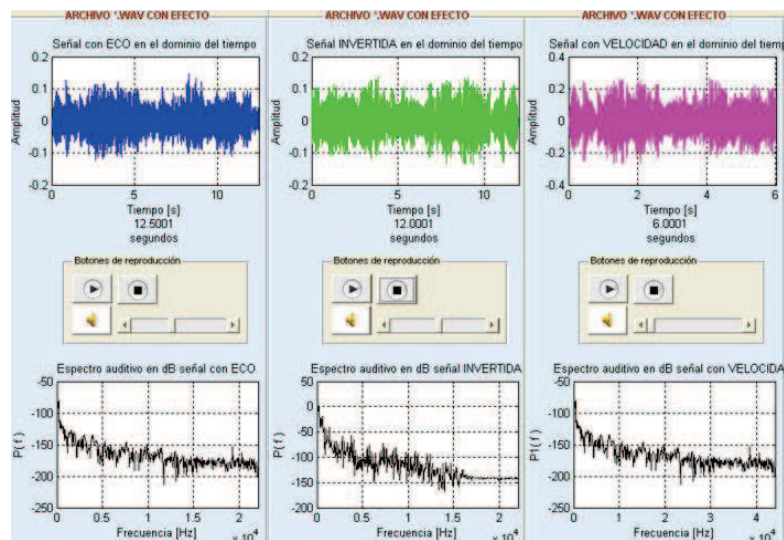 ARCHIVO *.WAV CON EFECTO
Señal con ECO en el dominio del tiempo
0.2
0.1
0
-0.1
-0.2
Amplitud
0
5
10
Tiempo [s]
12.5001
segundos
Botones de reproducción
Espectro auditivo en dB señal con ECO
-50
-100
-150
-200
-250
P( f )
0
0.5
1
1.5
2
Frecuencia [Hz]
x 10^4
ARCHIVO *.WAV CON EFECTO
Señal INVERTIDA en el dominio del tiempo
0.2
0.1
0
-0.1
-0.2
Amplitud
0
5
10
Tiempo [s]
12.0001
segundos
Botones de reproducción
Espectro auditivo en dB señal INVERTIDA
50
0
-50
-100
-150
-200
P( f )
0
0.5
1
1.5
2
Frecuencia [Hz]
x 10^4
ARCHIVO *.WAV CON EFECTO
Señal con VELOCIDAD en el dominio del tiemp
0.4
0.2
0
-0.2
-0.4
Amplitud
0
2
4
6
Tiempo [s]
6.0001
segundos
Botones de reproducción
Espectro auditivo en dB señal con VELOCIDA
-50
-100
-150
-200
-250
P1( f )
0
1
2
3
4
Frecuencia [Hz]
x 10^4